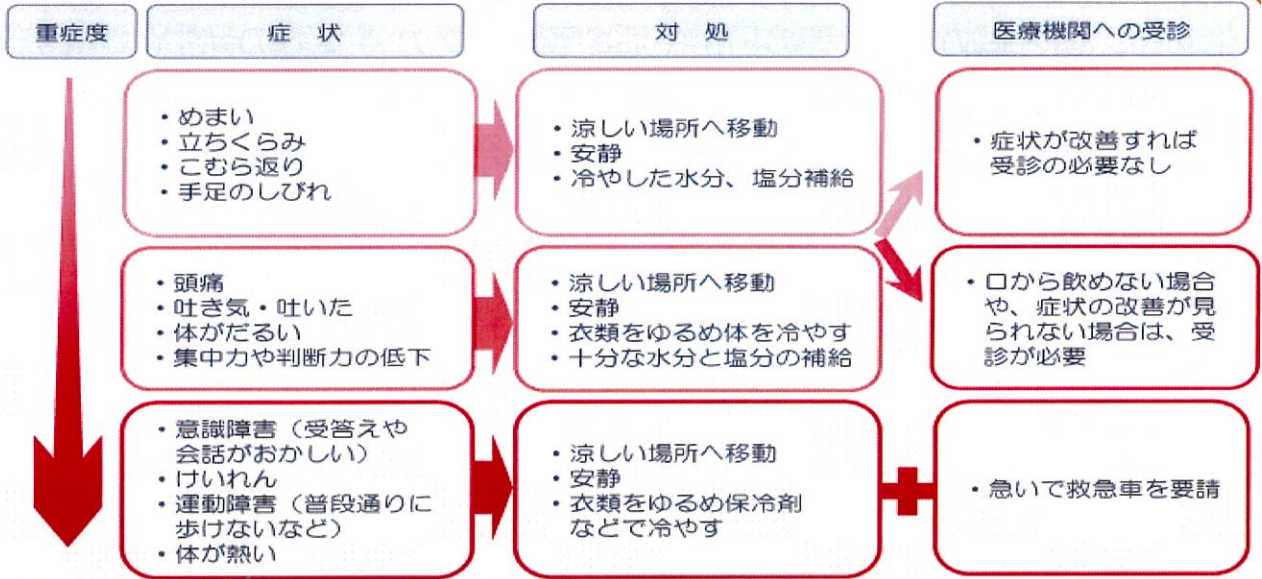 重症度
症 状
対 処
医療機関への受診
・めまい
・立ちくらみ
・こむら返り
・手足のしびれ
・涼しい場所へ移動
・安静
・冷やした水分、塩分補給
・症状が改善すれば
受診の必要なし
・頭痛
・吐き気・吐いた
・体がだるい
・集中力や判断力の低下
・涼しい場所へ移動
・安静
・衣類をゆるめ体を冷やす
・十分な水分と塩分の補給
・口から飲めない場合
や、症状の改善が見
られない場合は、受
診が必要
・意識障害（受答えや
会話がおかしい）
・けいれん
・運動障害（普段通りに
歩けないなど）
・体が熱い
・涼しい場所へ移動
・安静
・衣類をゆるめ保冷剤
などで冷やす
・急いで救急車を要請